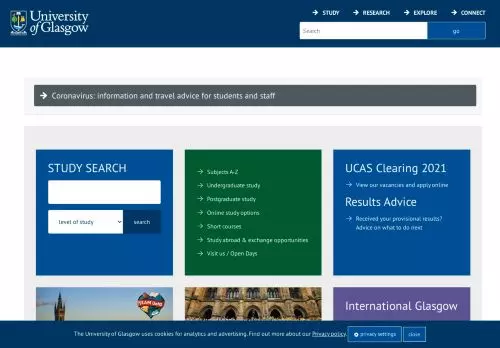 University
of Glasgow
STUDY
RESEARCH
EXPLORE
CONNECT
Search
go
Coronavirus: information and travel advice for students and staff
STUDY SEARCH
level of study
search
Subjects A-Z
Undergraduate study
Postgraduate study
Online study options
Short courses
Study abroad & exchange opportunities
Visit us / Open Days
UCAS Clearing 2021
View our vacancies and apply online
Results Advice
Received your provisional results?
Advice on what to do next
TEAM UofG
International Glasgow
The University of Glasgow uses cookies for analytics and advertising. Find out more about our Privacy policy.
privacy settings
close